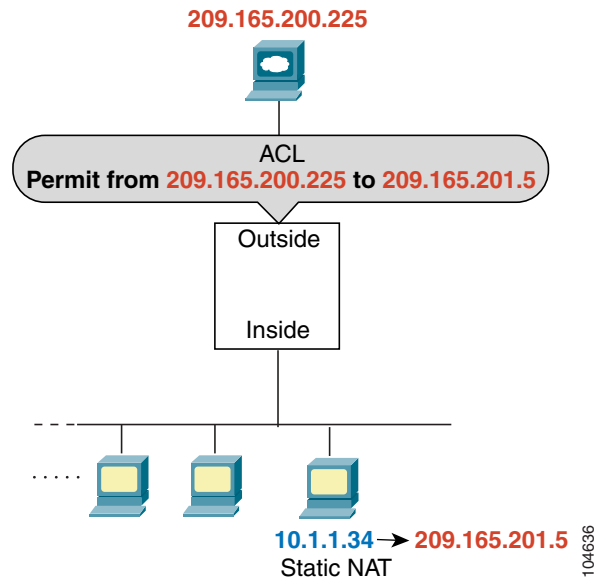 209.165.200.225
ACL
Permit from 209.165.200.225 to 209.165.201.5
Outside
Inside
10.1.1.34 → 209.165.201.5
Static NAT
104636